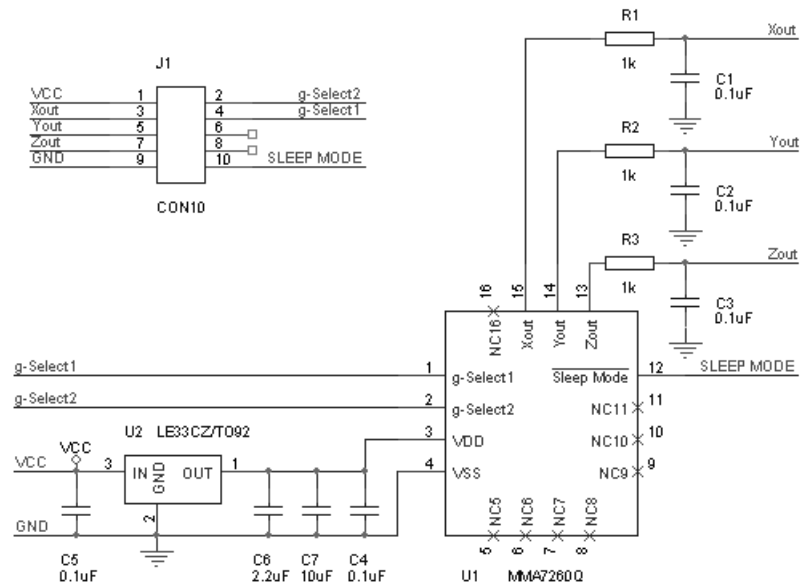 R1
Xout
1k
C1
0.1uF
J1
VCC 1 2 g-Select2
Xout 3 4 g-Select1
Yout 5 6
Zout 7 8
GND 9 10 SLEEP MODE
CON10
R2
Yout
1k
C2
0.1uF
R3
Zout
1k
C3
0.1uF
16 15 14 13
NC16 Xout Yout Zout
g-Select1 1 g-Select1 Sleep Mode 12 SLEEP MODE
g-Select2 2 g-Select2 NC11 11
3 VDD NC10 10
4 VSS NC9 9
NC5 NC6 NC7 NC8
5 6 7 8
U1 MMA7260Q
U2 LE33CZ/TO92
VCC
VCC 3 IN GND OUT 1
2
GND
C5
0.1uF
C6
2.2uF
C7
10uF
C4
0.1uF